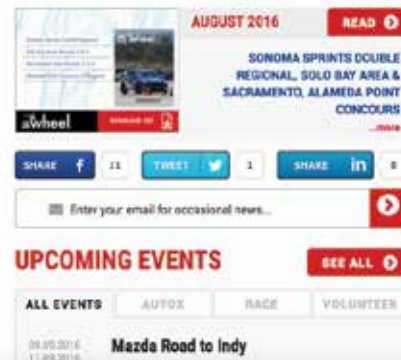 AUGUST 2016
READ
SONOMA SPRINTS DOUBLE
REGIONAL, SOLO BAY AREA &
SACRAMENTO, ALAMEDA POINT
CONCOURS
...more
wheel
SHARE 11
TWEET 1
SHARE in 8
Enter your email for occasional news...
UPCOMING EVENTS
SEE ALL
ALL EVENTS AUTOX RACE VOLUNTEER
Mazda Road to Indy